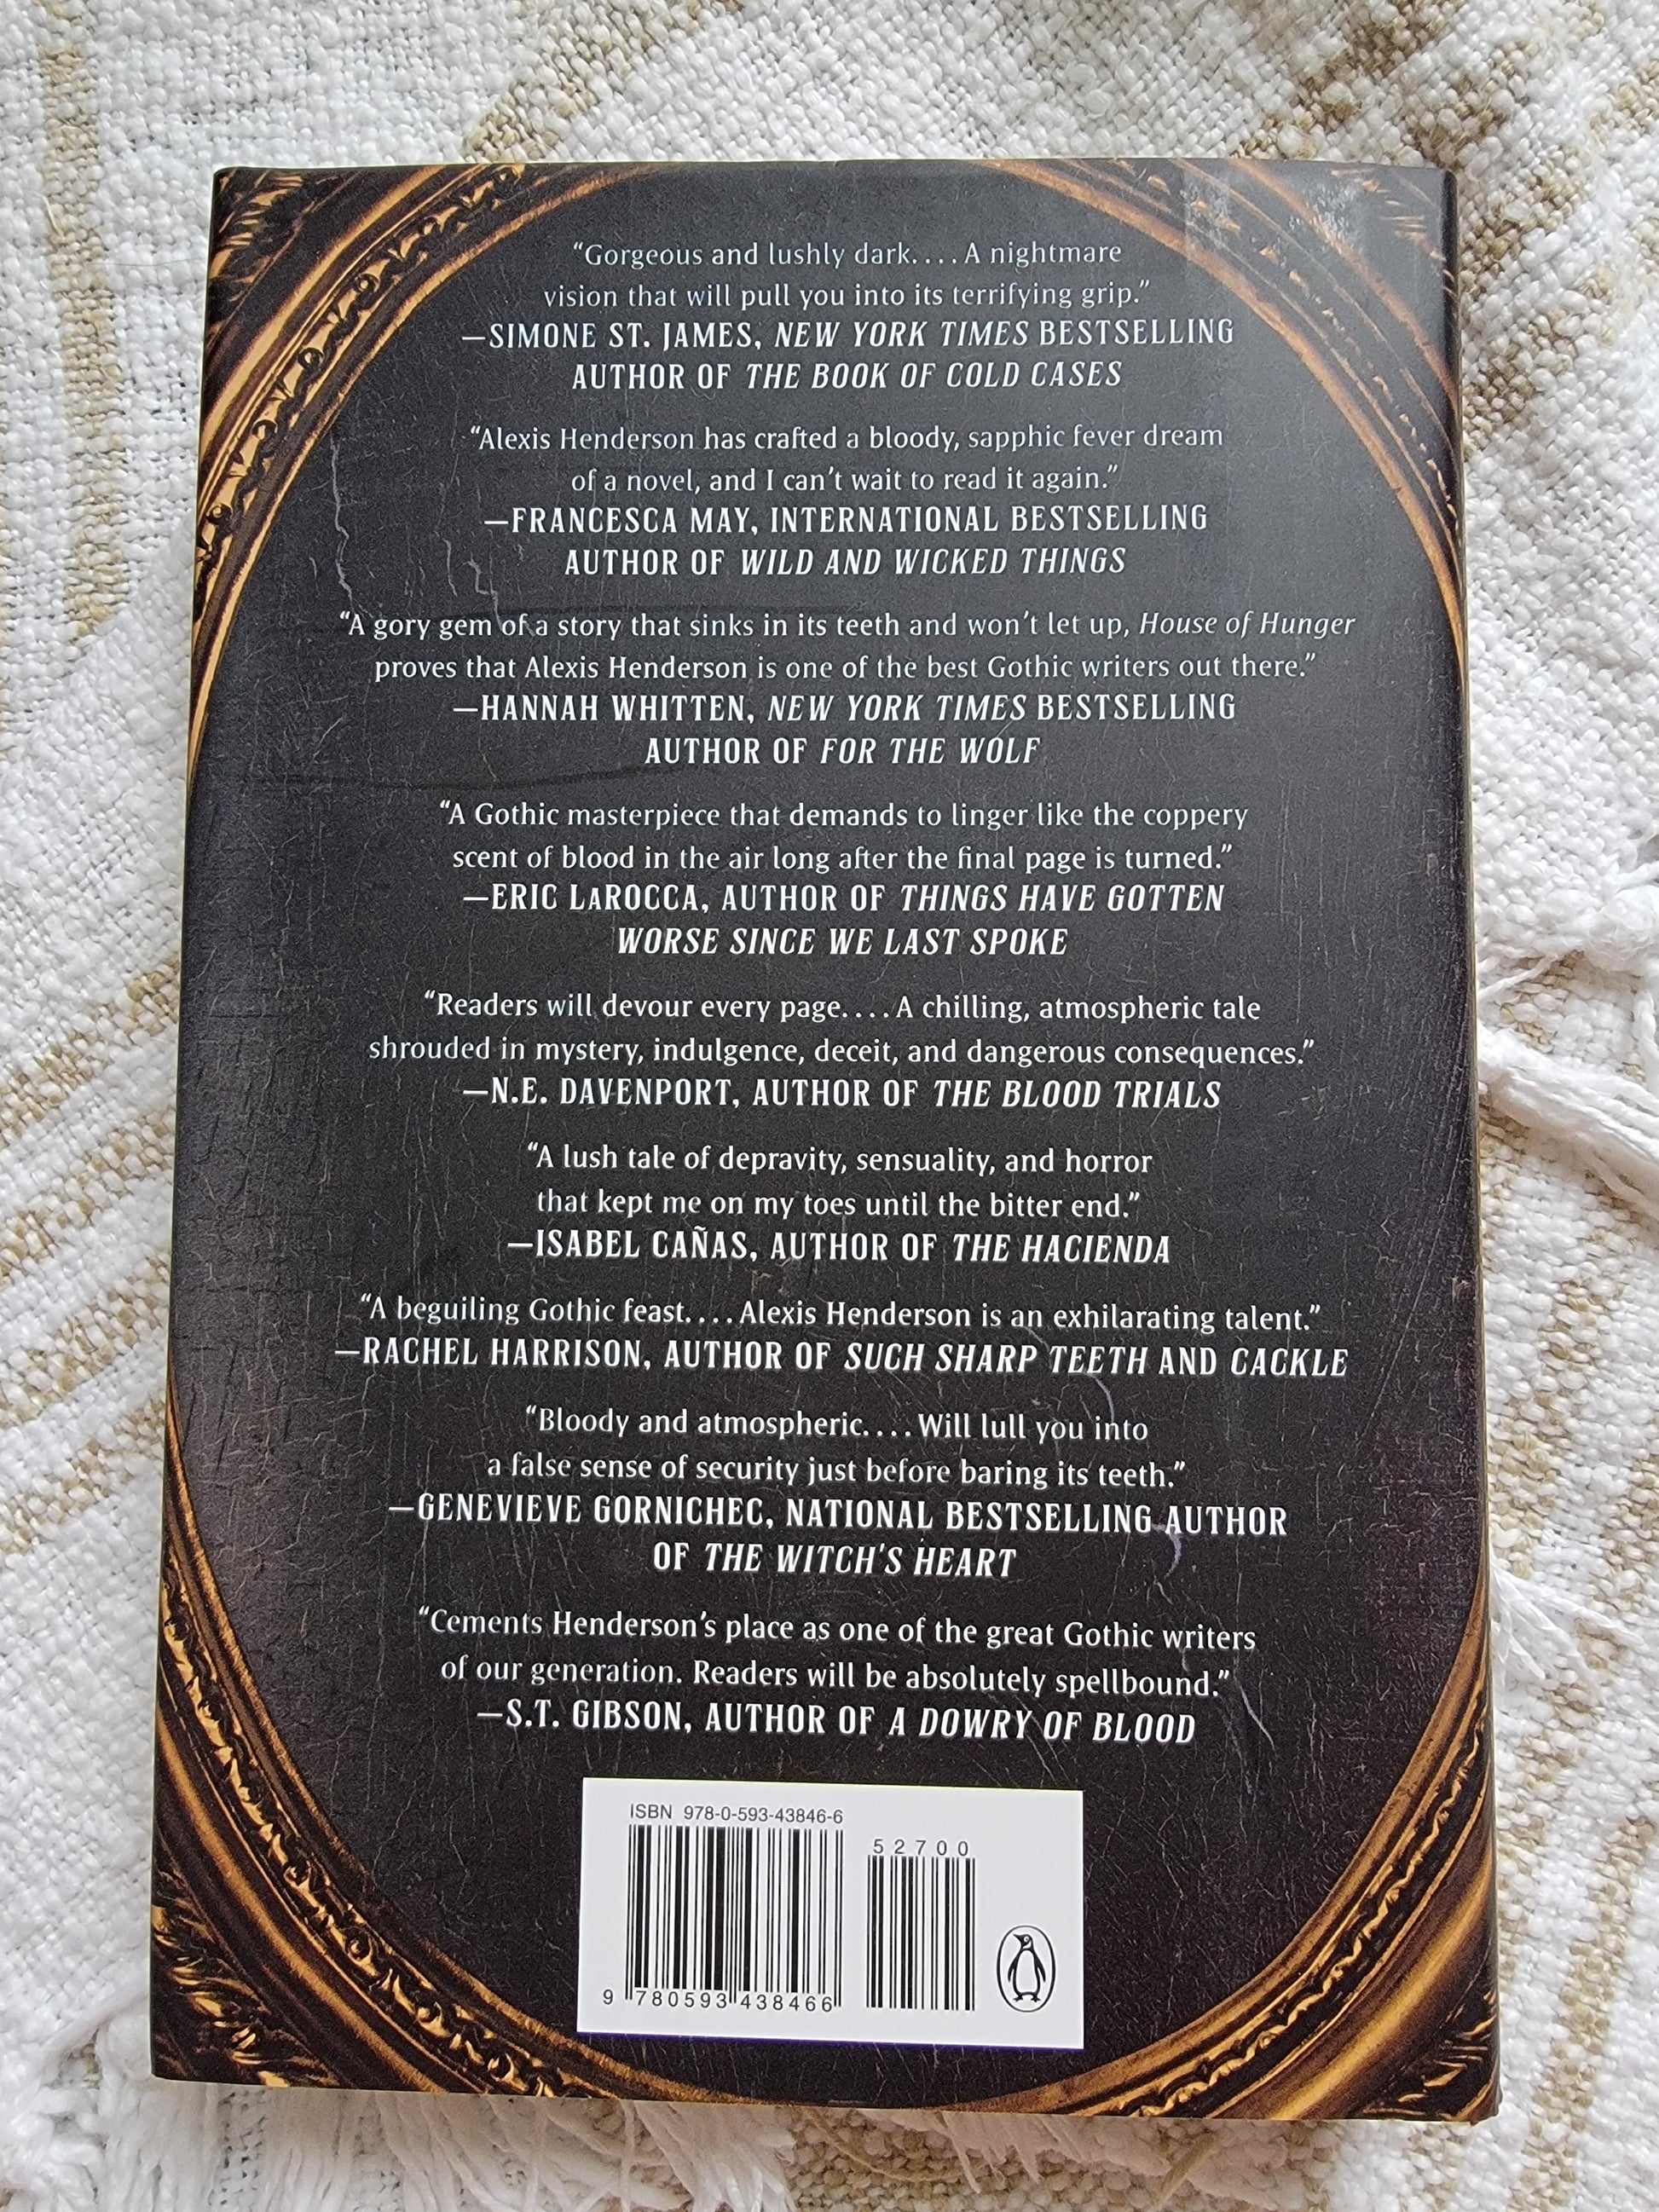 “Gorgeous and lushly dark.... A nightmare
vision that will pull you into its terrifying grip.”
—SIMONE ST. JAMES, NEW YORK TIMES BESTSELLING
AUTHOR OF THE BOOK OF COLD CASES
“Alexis Henderson has crafted a bloody, sapphic fever dream
of a novel, and I can’t wait to read it again.”
—FRANCESCA MAY, INTERNATIONAL BESTSELLING
AUTHOR OF WILD AND WICKED THINGS
“A gory gem of a story that sinks in its teeth and won’t let up, House of Hunger
proves that Alexis Henderson is one of the best Gothic writers out there.”
—HANNAH WHITTEN, NEW YORK TIMES BESTSELLING
AUTHOR OF FOR THE WOLF
“A Gothic masterpiece that demands to linger like the coppery
scent of blood in the air long after the final page is turned.”
—ERIC LaROCCA, AUTHOR OF THINGS HAVE GOTTEN
WORSE SINCE WE LAST SPOKE
“Readers will devour every page.... A chilling, atmospheric tale
shrouded in mystery, indulgence, deceit, and dangerous consequences.”
—N.E. DAVENPORT, AUTHOR OF THE BLOOD TRIALS
“A lush tale of depravity, sensuality, and horror
that kept me on my toes until the bitter end.”
—ISABEL CAÑAS, AUTHOR OF THE HACIENDA
“A beguiling Gothic feast.... Alexis Henderson is an exhilarating talent.”
—RACHEL HARRISON, AUTHOR OF SUCH SHARP TEETH AND CACKLE
“Bloody and atmospheric.... Will lull you into
a false sense of security just before baring its teeth.”
—GENEVIEVE GORNICHEC, NATIONAL BESTSELLING AUTHOR
OF THE WITCH'S HEART
“Cements Henderson’s place as one of the great Gothic writers
of our generation. Readers will be absolutely spellbound.”
—S.T. GIBSON, AUTHOR OF A DOWRY OF BLOOD
ISBN 978-0-593-43846-6
5 2 7 0 0
9 780593 438466